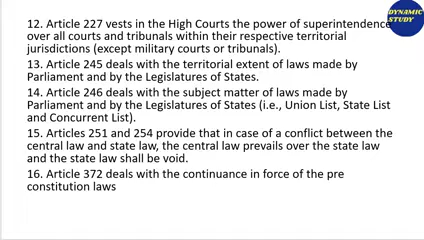 DYNAMIC
STUDY
12. Article 227 vests in the High Courts the power of superintendence
over all courts and tribunals within their respective territorial
jurisdictions (except military courts or tribunals).
13. Article 245 deals with the territorial extent of laws made by
Parliament and by the Legislatures of States.
14. Article 246 deals with the subject matter of laws made by
Parliament and by the Legislatures of States (i.e., Union List, State List
and Concurrent List).
15. Articles 251 and 254 provide that in case of a conflict between the
central law and state law, the central law prevails over the state law
and the state law shall be void.
16. Article 372 deals with the continuance in force of the pre
constitution laws